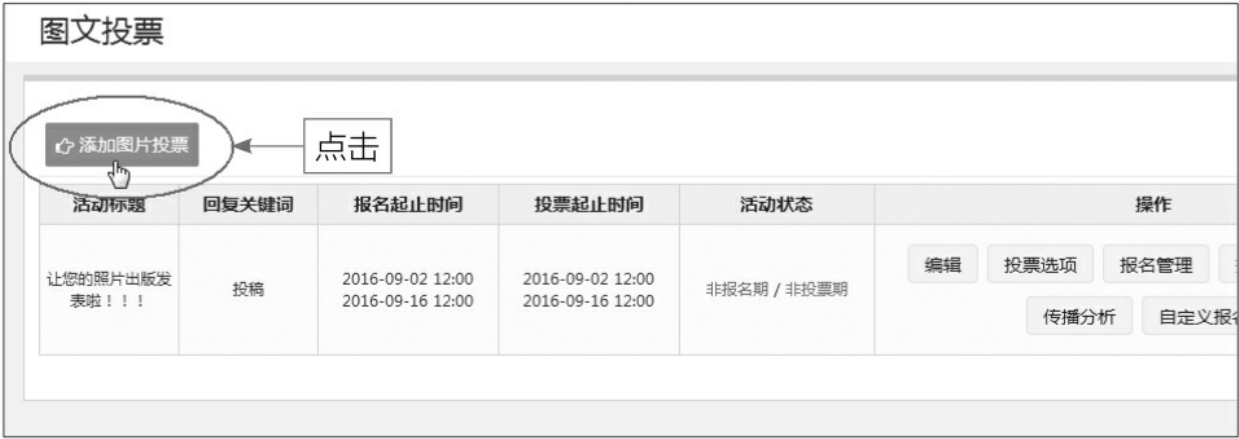 图文投票
添加图片投票
点击
活动标题 回复关键词 报名起止时间 投票起止时间 活动状态 操作
让您的照片出版发
表啦！！！
投稿
2016-09-02 12:00
2016-09-16 12:00
2016-09-02 12:00
2016-09-16 12:00
非报名期 / 非投票期
编辑 投票选项 报名管理
传播分析 自定义报